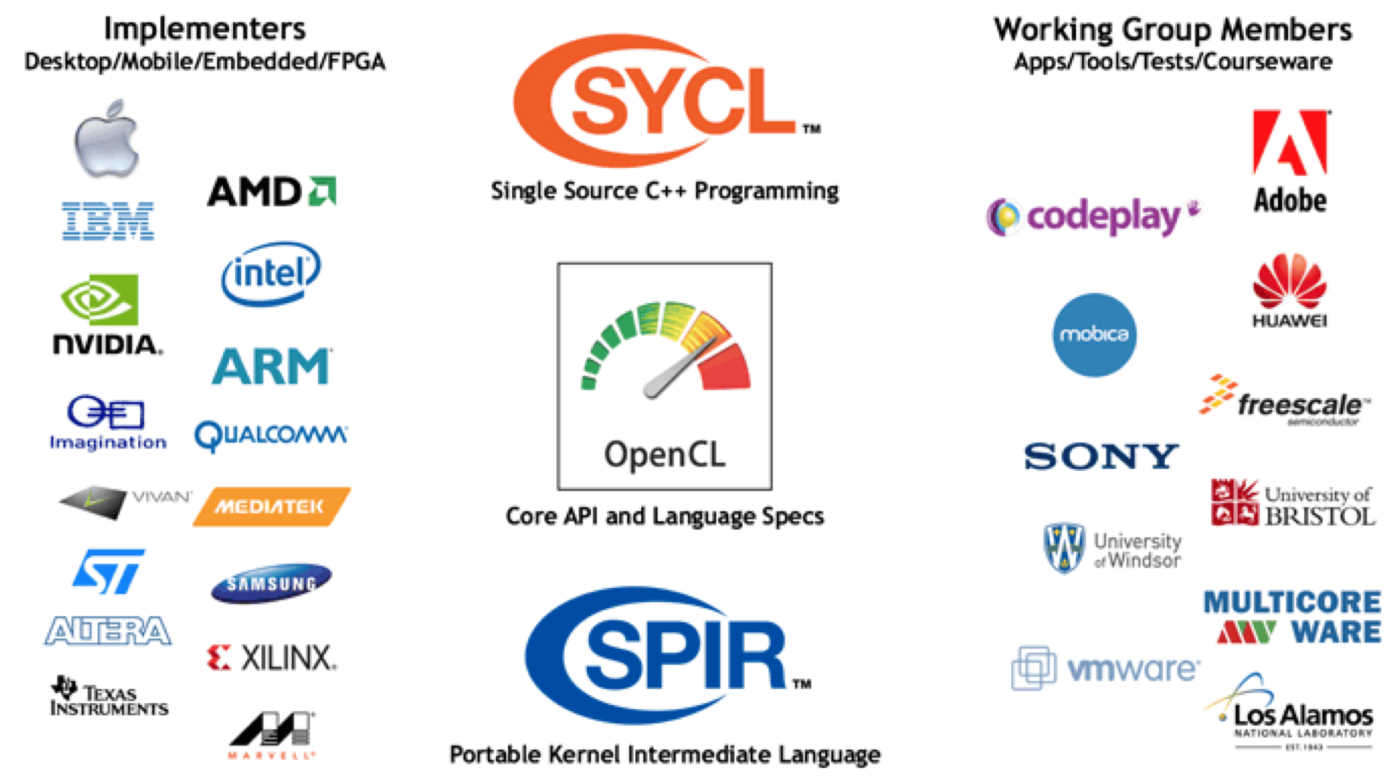 Implementers
Desktop/Mobile/Embedded/FPGA
IBM
AMD
intel
NVIDIA.
ARM
Imagination
QUALCOMM
VIVAN
MEDIATEK
ST
SAMSUNG
ALTERA
XILINX.
TEXAS
INSTRUMENTS
MARVELL
SYCL™
Single Source C++ Programming
OpenCL
Core API and Language Specs
SPIR™
Portable Kernel Intermediate Language
Working Group Members
Apps/Tools/Tests/Courseware
Adobe
codeplay
HUAWEI
mobica
freescale™
semiconductor
SONY
University of
BRISTOL
University
of Windsor
MULTICORE
WARE
vmware®
Los Alamos
NATIONAL LABORATORY
EST. 1943